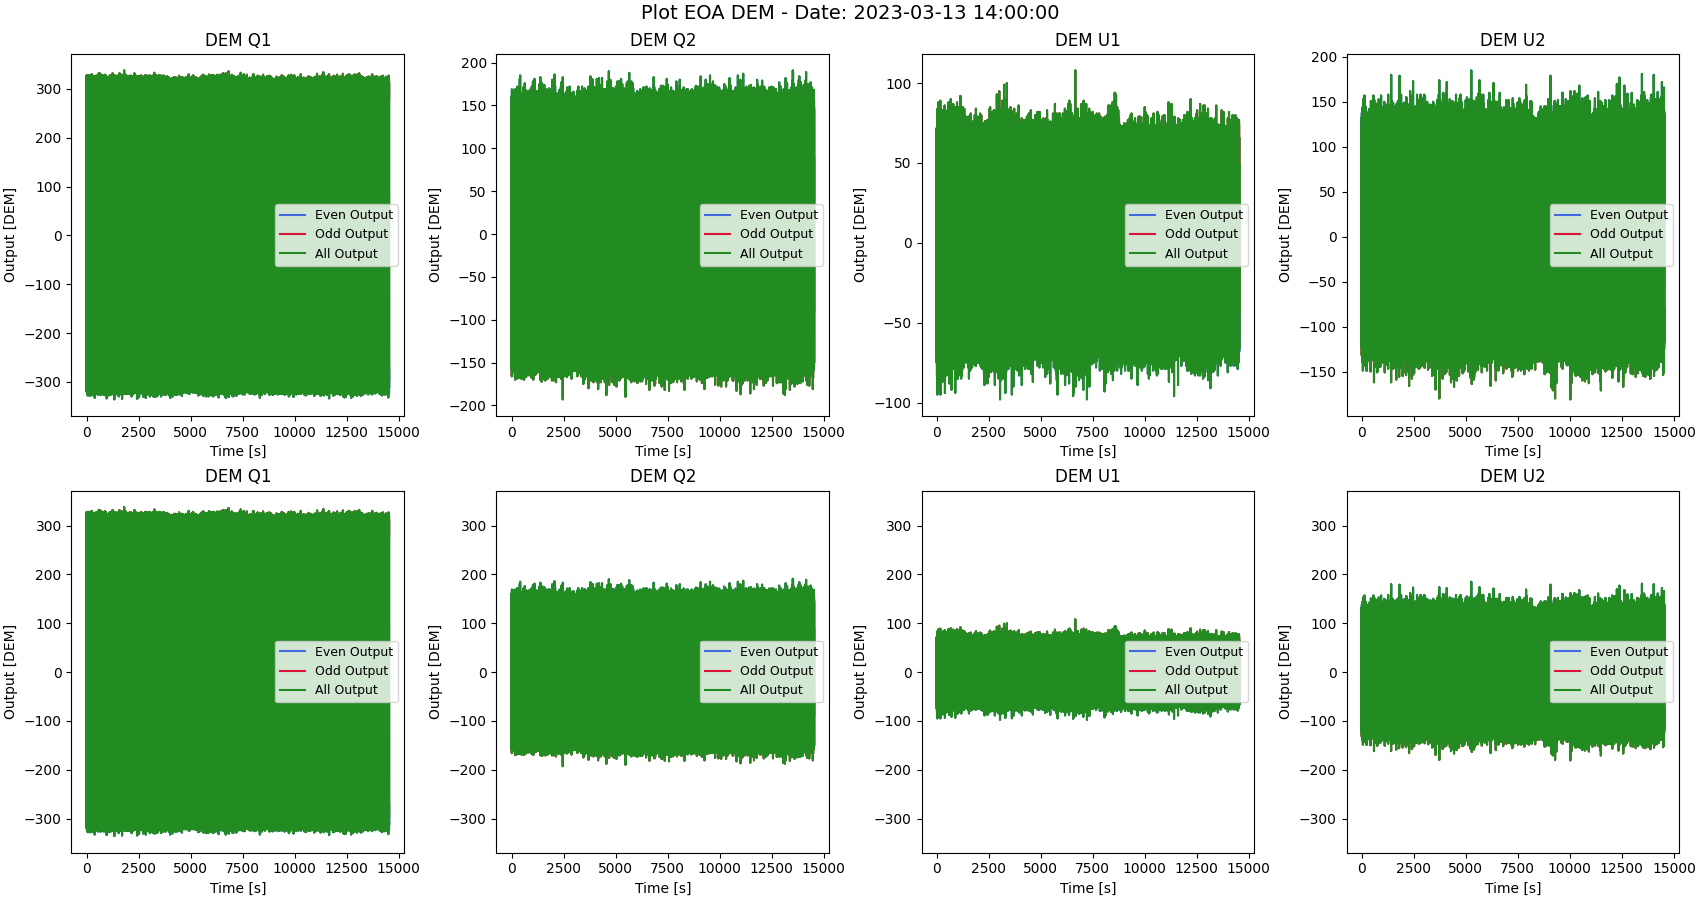 Plot EOA DEM - Date: 2023-03-13 14:00:00
DEM Q1
Output [DEM]
300
200
100
0
−100
−200
−300
0 2500 5000 7500 10000 12500 15000
Time [s]
Even Output
Odd Output
All Output
DEM Q2
Output [DEM]
200
150
100
50
0
−50
−100
−150
−200
0 2500 5000 7500 10000 12500 15000
Time [s]
Even Output
Odd Output
All Output
DEM U1
Output [DEM]
100
50
0
−50
−100
0 2500 5000 7500 10000 12500 15000
Time [s]
Even Output
Odd Output
All Output
DEM U2
Output [DEM]
200
150
100
50
0
−50
−100
−150
0 2500 5000 7500 10000 12500 15000
Time [s]
Even Output
Odd Output
All Output
DEM Q1
Output [DEM]
300
200
100
0
−100
−200
−300
0 2500 5000 7500 10000 12500 15000
Time [s]
Even Output
Odd Output
All Output
DEM Q2
Output [DEM]
300
200
100
0
−100
−200
−300
0 2500 5000 7500 10000 12500 15000
Time [s]
Even Output
Odd Output
All Output
DEM U1
Output [DEM]
300
200
100
0
−100
−200
−300
0 2500 5000 7500 10000 12500 15000
Time [s]
Even Output
Odd Output
All Output
DEM U2
Output [DEM]
300
200
100
0
−100
−200
−300
0 2500 5000 7500 10000 12500 15000
Time [s]
Even Output
Odd Output
All Output